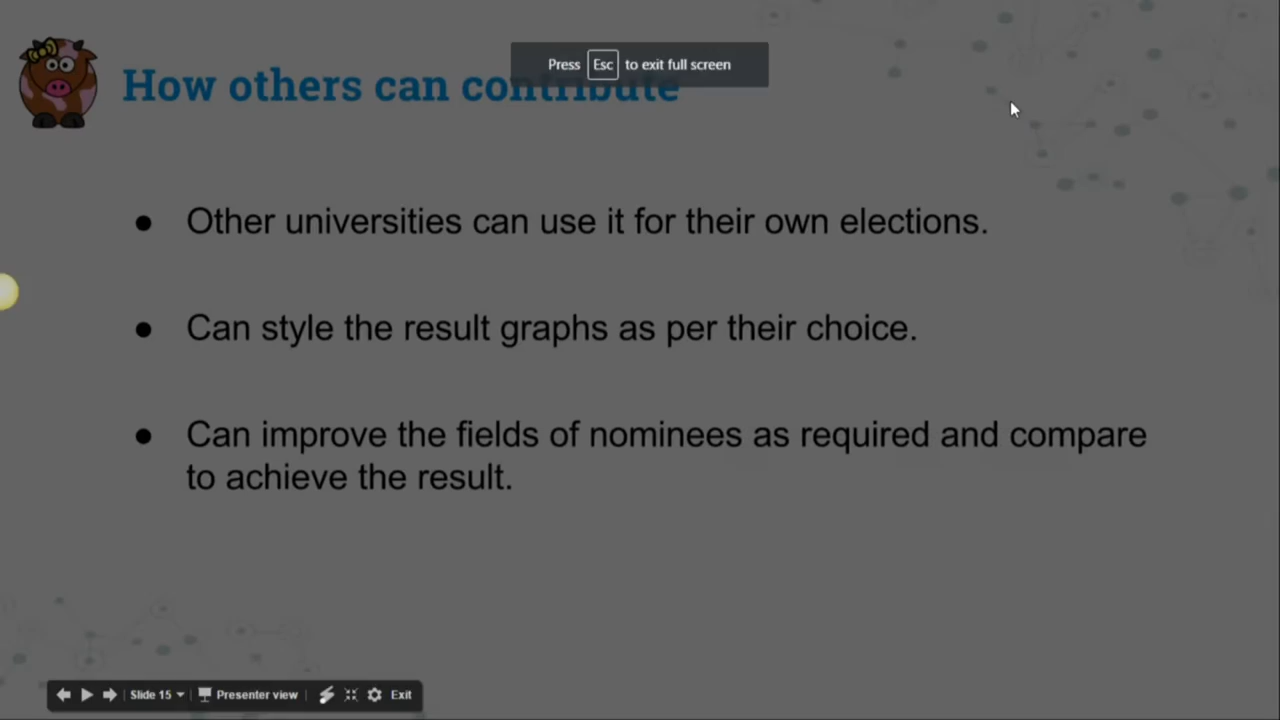 Press Esc to exit full screen
How others can contribute
● Other universities can use it for their own elections.
● Can style the result graphs as per their choice.
● Can improve the fields of nominees as required and compare
to achieve the result.
Slide 15 Presenter view Exit